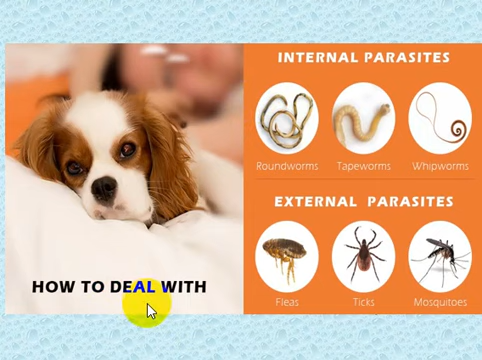 INTERNAL PARASITES
Roundworms Tapeworms Whipworms
EXTERNAL PARASITES
Fleas Ticks Mosquitoes
HOW TO DEAL WITH